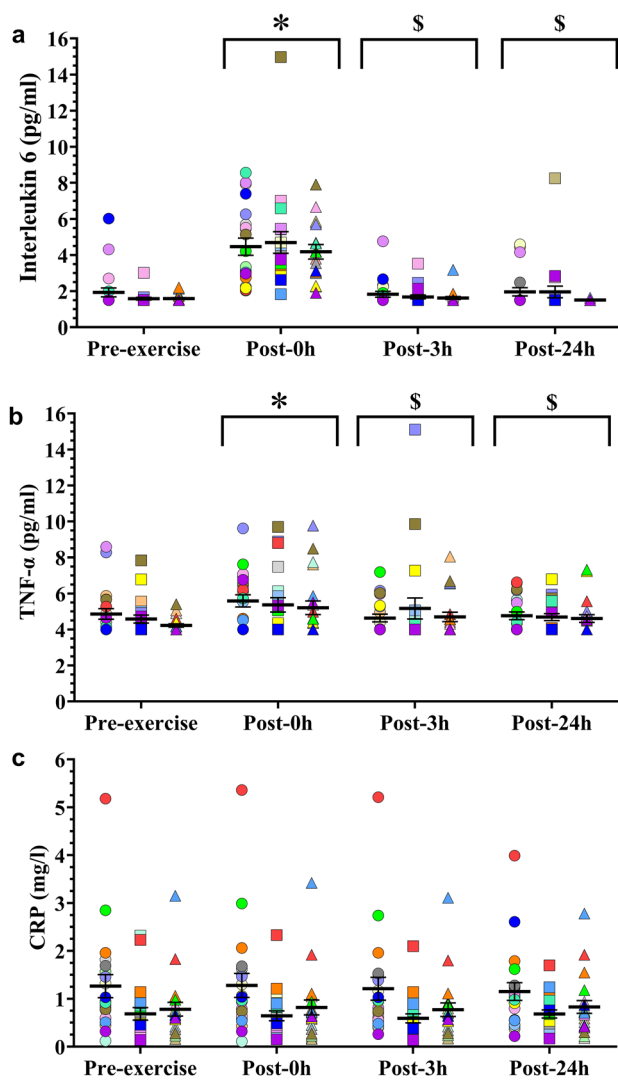 a
* $ $
Interleukin 6 (pg/ml)
16
14
12
10
8
6
4
2
0
Pre-exercise Post-0h Post-3h Post-24h
b
* $ $
TNF-α (pg/ml)
16
14
12
10
8
6
4
2
0
Pre-exercise Post-0h Post-3h Post-24h
c
CRP (mg/l)
6
5
4
3
2
1
0
Pre-exercise Post-0h Post-3h Post-24h